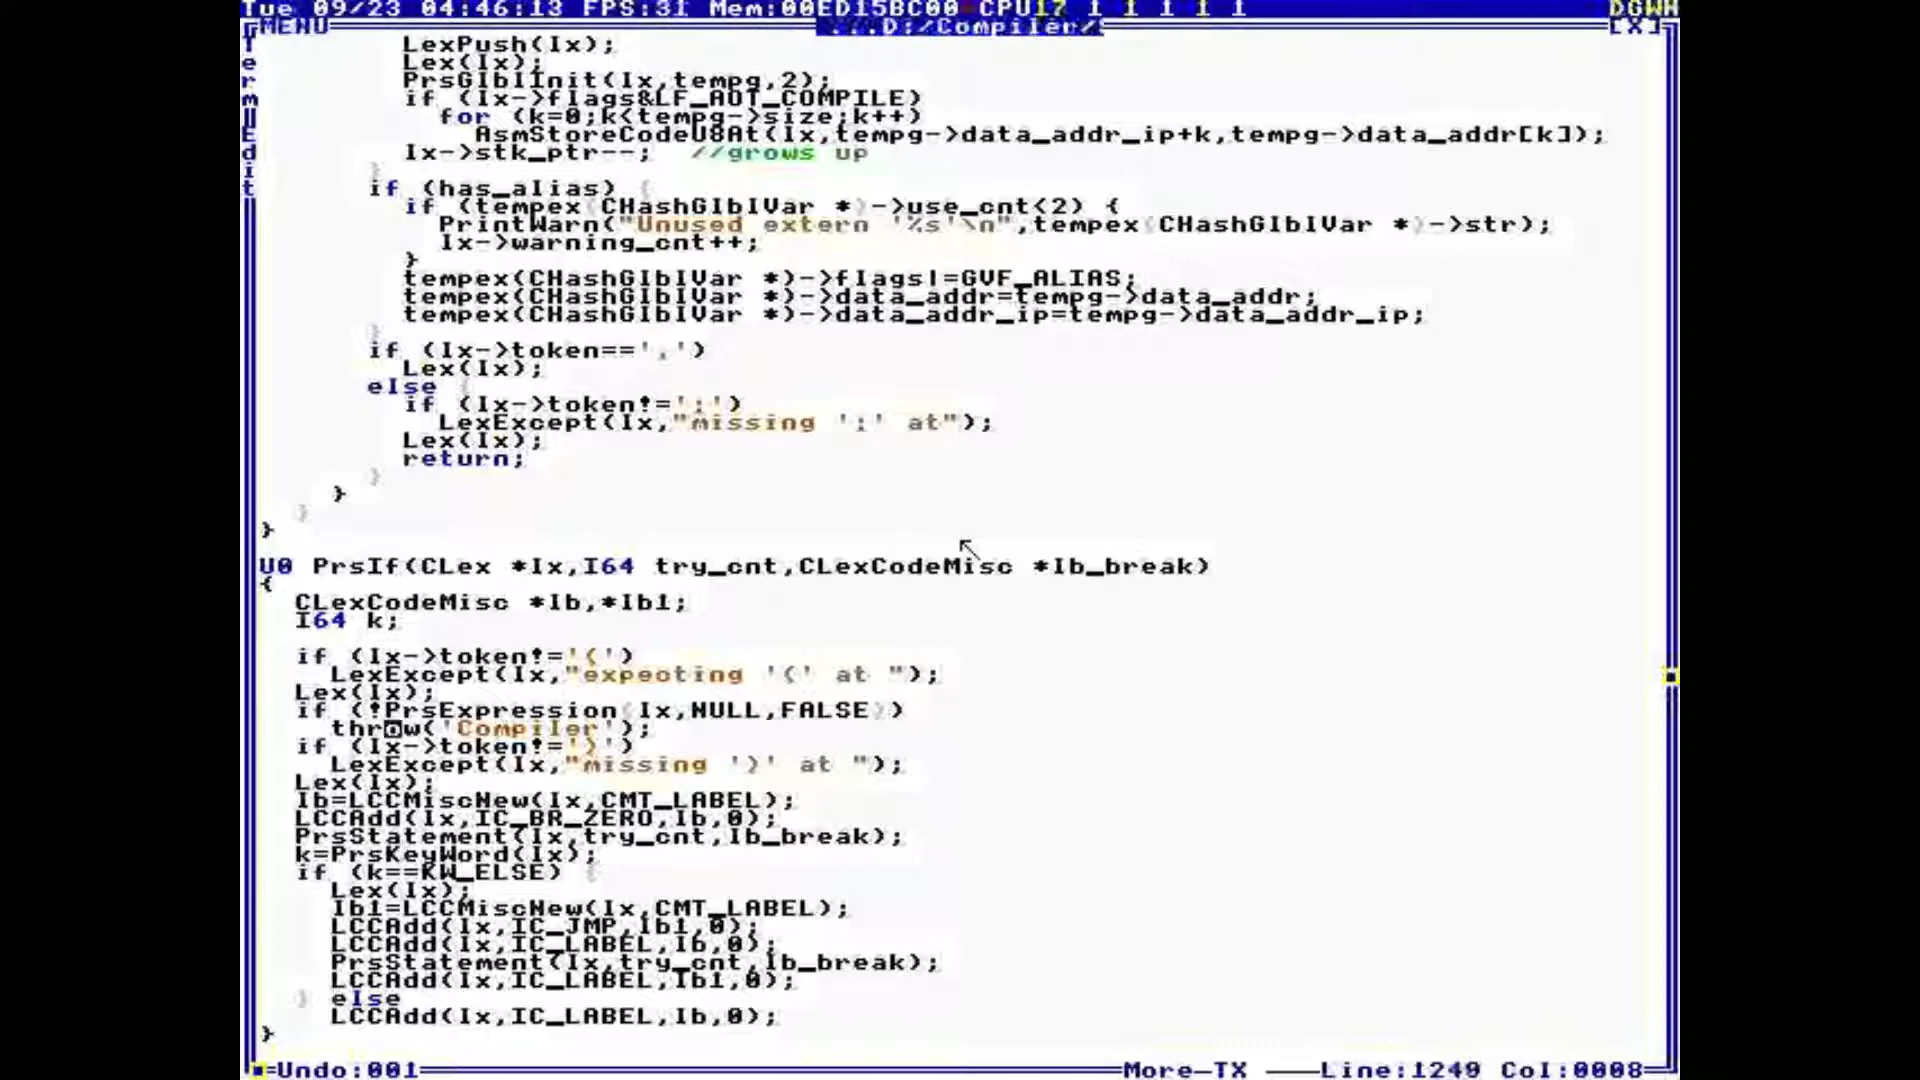 Tue 09/23 04:46:13 FPS:31 Mem:00ED15BC00 CPU17 1 1 1 1 1 DGWH
MENU ...D:/Compiler/ [X]
TermEdit
LexPush(lx);
Lex(lx);
PrsGlblInit(lx,tempg,2);
if (lx->flags&LF_AOT_COMPILE)
for (k=0;k<tempg->size;k++)
AsmStoreCodeU8At(lx,tempg->data_addr_ip+k,tempg->data_addr[k]);
lx->stk_ptr--; //grows up
}
if (has_alias) {
if (tempex(CHashGlblVar *)->use_cnt<2) {
PrintWarn("Unused extern '%s'\n",tempex(CHashGlblVar *)->str);
lx->warning_cnt++;
}
tempex(CHashGlblVar *)->flags|=GVF_ALIAS;
tempex(CHashGlblVar *)->data_addr=tempg->data_addr;
tempex(CHashGlblVar *)->data_addr_ip=tempg->data_addr_ip;
}
if (lx->token==',')
Lex(lx);
else {
if (lx->token!=';')
LexExcept(lx,"missing ';' at");
Lex(lx);
return;
}
}
}
}
U0 PrsIf(CLex *lx,I64 try_cnt,CLexCodeMisc *lb_break)
{
CLexCodeMisc *lb,*lb1;
I64 k;
if (lx->token!='(')
LexExcept(lx,"expecting '(' at ");
Lex(lx);
if (!PrsExpression(lx,NULL,FALSE))
throw('Compiler');
if (lx->token!=')')
LexExcept(lx,"missing ')' at ");
Lex(lx);
lb=LCCMiscNew(lx,CMT_LABEL);
LCCAdd(lx,IC_BR_ZERO,lb,0);
PrsStatement(lx,try_cnt,lb_break);
k=PrsKeyWord(lx);
if (k==KW_ELSE) {
Lex(lx);
lb1=LCCMiscNew(lx,CMT_LABEL);
LCCAdd(lx,IC_JMP,lb1,0);
LCCAdd(lx,IC_LABEL,lb,0);
PrsStatement(lx,try_cnt,lb_break);
LCCAdd(lx,IC_LABEL,lb1,0);
} else
LCCAdd(lx,IC_LABEL,lb,0);
}
Undo:001 More-TX Line:1249 Col:0008